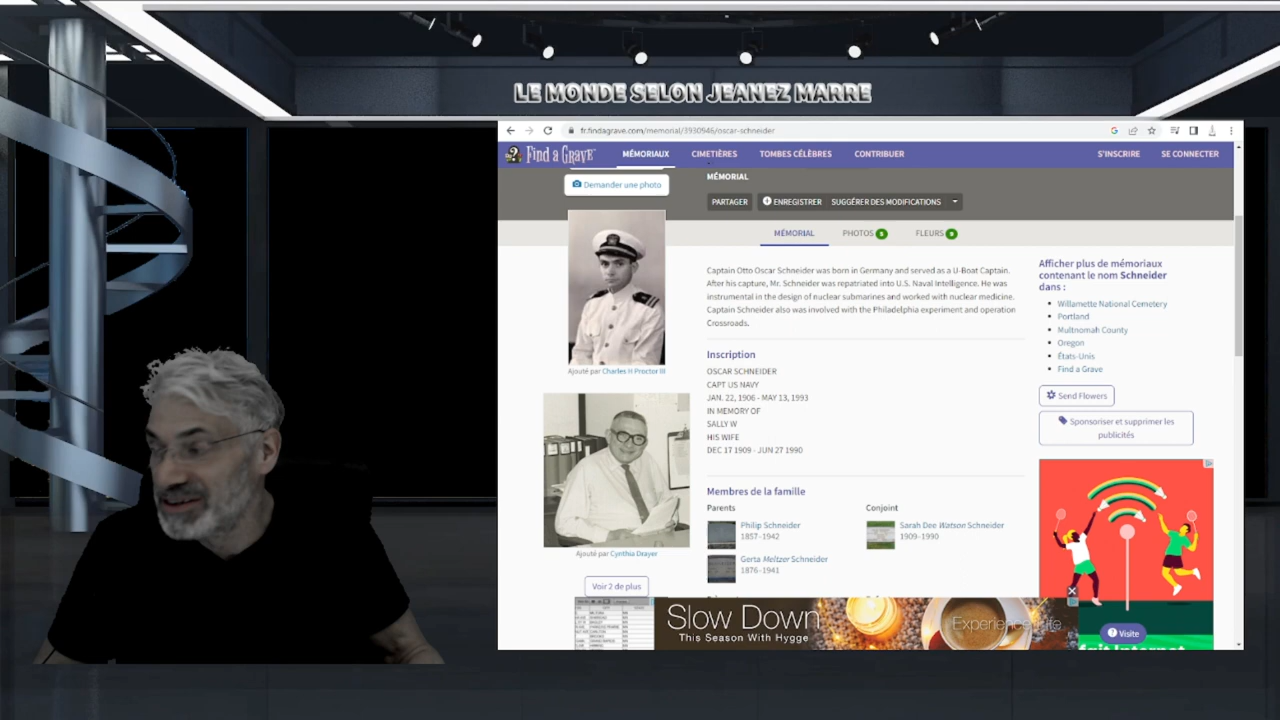 LE MONDE SELON JEANEZ MARRE
fr.findagrave.com/memorial/3930946/oscar-schneider
Find a Grave
MÉMORIAUX
CIMETIÈRES
TOMBES CÉLÈBRES
CONTRIBUER
S'INSCRIRE
SE CONNECTER
Demander une photo
MÉMORIAL
PARTAGER
ENREGISTRER
SUGGÉRER DES MODIFICATIONS
MÉMORIAL
PHOTOS
FLEURS
Captain Otto Oscar Schneider was born in Germany and served as a U-Boat Captain.
After his capture, Mr. Schneider was repatriated into U.S. Naval Intelligence. He was
instrumental in the design of nuclear submarines and worked with nuclear medicine.
Captain Schneider also was involved with the Philadelphia experiment and operation
Crossroads.
Ajouté par Charles H Proctor III
Inscription
OSCAR SCHNEIDER
CAPT US NAVY
JAN. 22, 1906 - MAY 13, 1993
IN MEMORY OF
SALLY W
HIS WIFE
DEC 17 1909 - JUN 27 1990
Ajouté par Cynthia Drayer
Voir 2 de plus
Membres de la famille
Parents
Philip Schneider
1857-1942
Gerta Meltzer Schneider
1876-1941
Conjoint
Sarah Dee Watson Schneider
1909-1990
Afficher plus de mémoriaux
contenant le nom Schneider
dans :
Willamette National Cemetery
Portland
Multnomah County
Oregon
États-Unis
Find a Grave
Send Flowers
Sponsoriser et supprimer les
publicités
Slow Down
This Season With Hygge
Experience Life
Visite